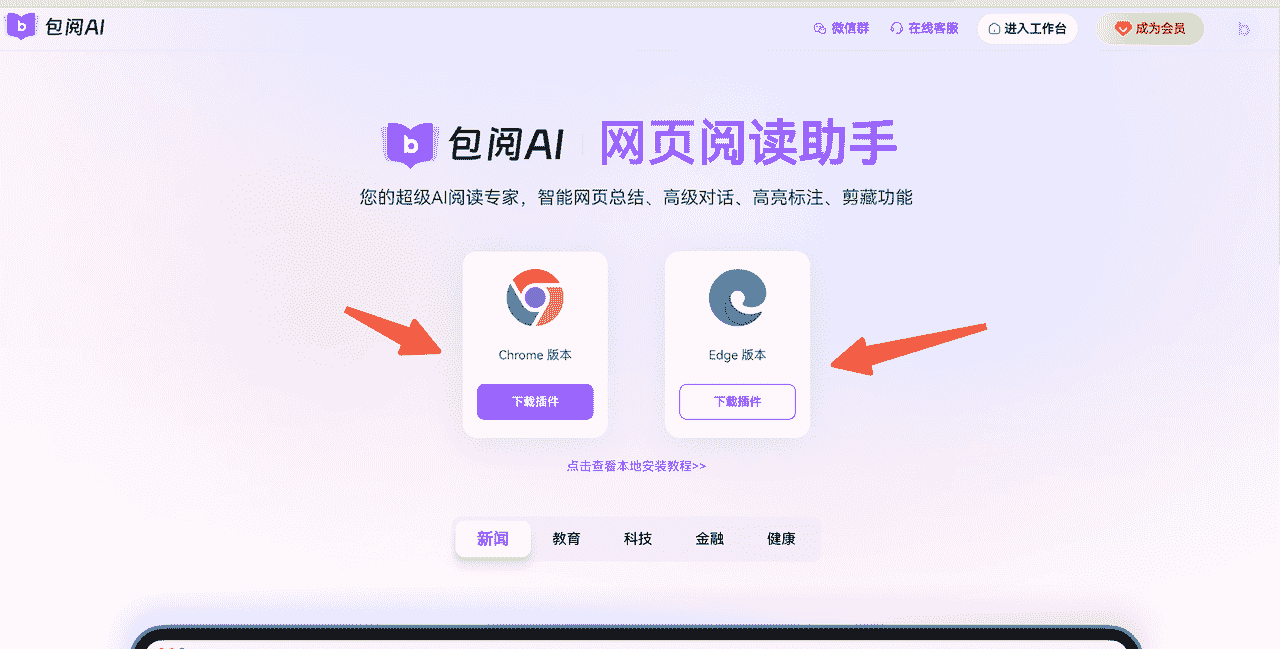 包阅AI
微信群 在线客服 进入工作台 成为会员
包阅AI 网页阅读助手
您的超级AI阅读专家，智能网页总结、高级对话、高亮标注、剪藏功能
Chrome 版本 Edge 版本
下载插件 下载插件
点击查看本地安装教程>>
新闻 教育 科技 金融 健康